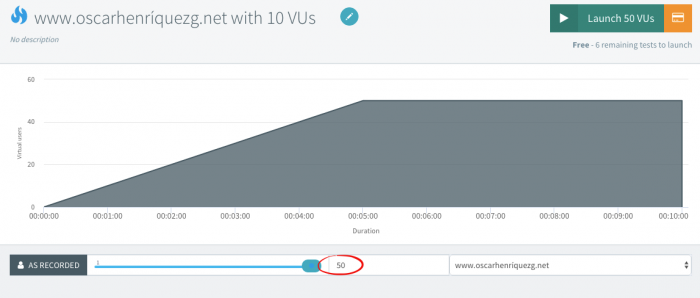 www.oscarhenríquezg.net with 10 VUs
Launch 50 VUs
No description
Free - 6 remaining tests to launch
60
40
20
0
Virtual users
00:00:00 00:01:00 00:02:00 00:03:00 00:04:00 00:05:00 00:06:00 00:07:00 00:08:00 00:09:00 00:10:00
Duration
AS RECORDED
50
www.oscarhenriquezg.net